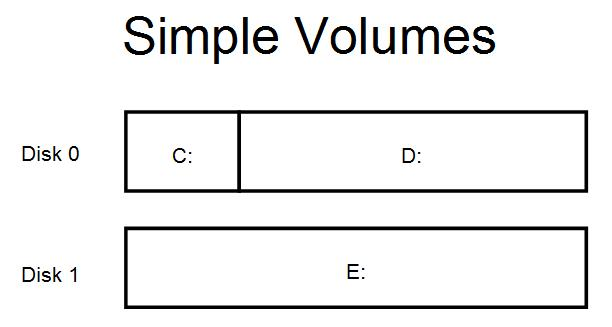 Simple Volumes
Disk 0 C: D:
Disk 1 E: